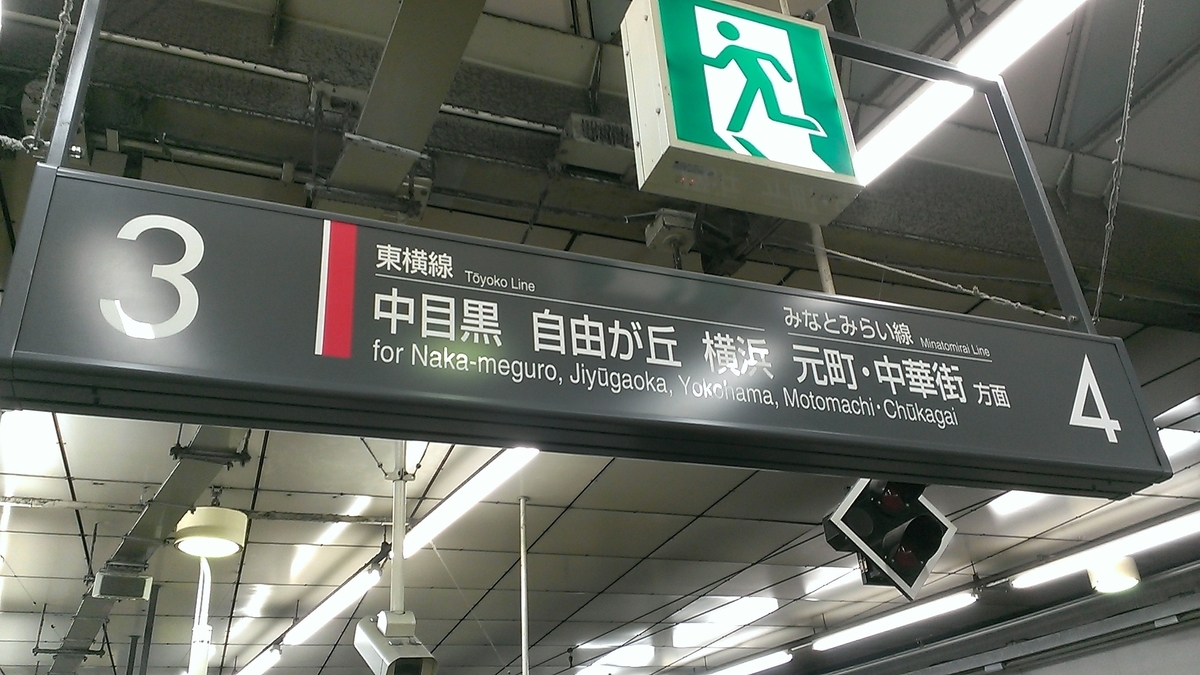 3
東横線 Tōyoko Line
みなとみらい線 Minatomirai Line
中目黒 自由が丘 横浜 元町・中華街 方面
for Naka-meguro, Jiyūgaoka, Yokohama, Motomachi・Chūkagai
4